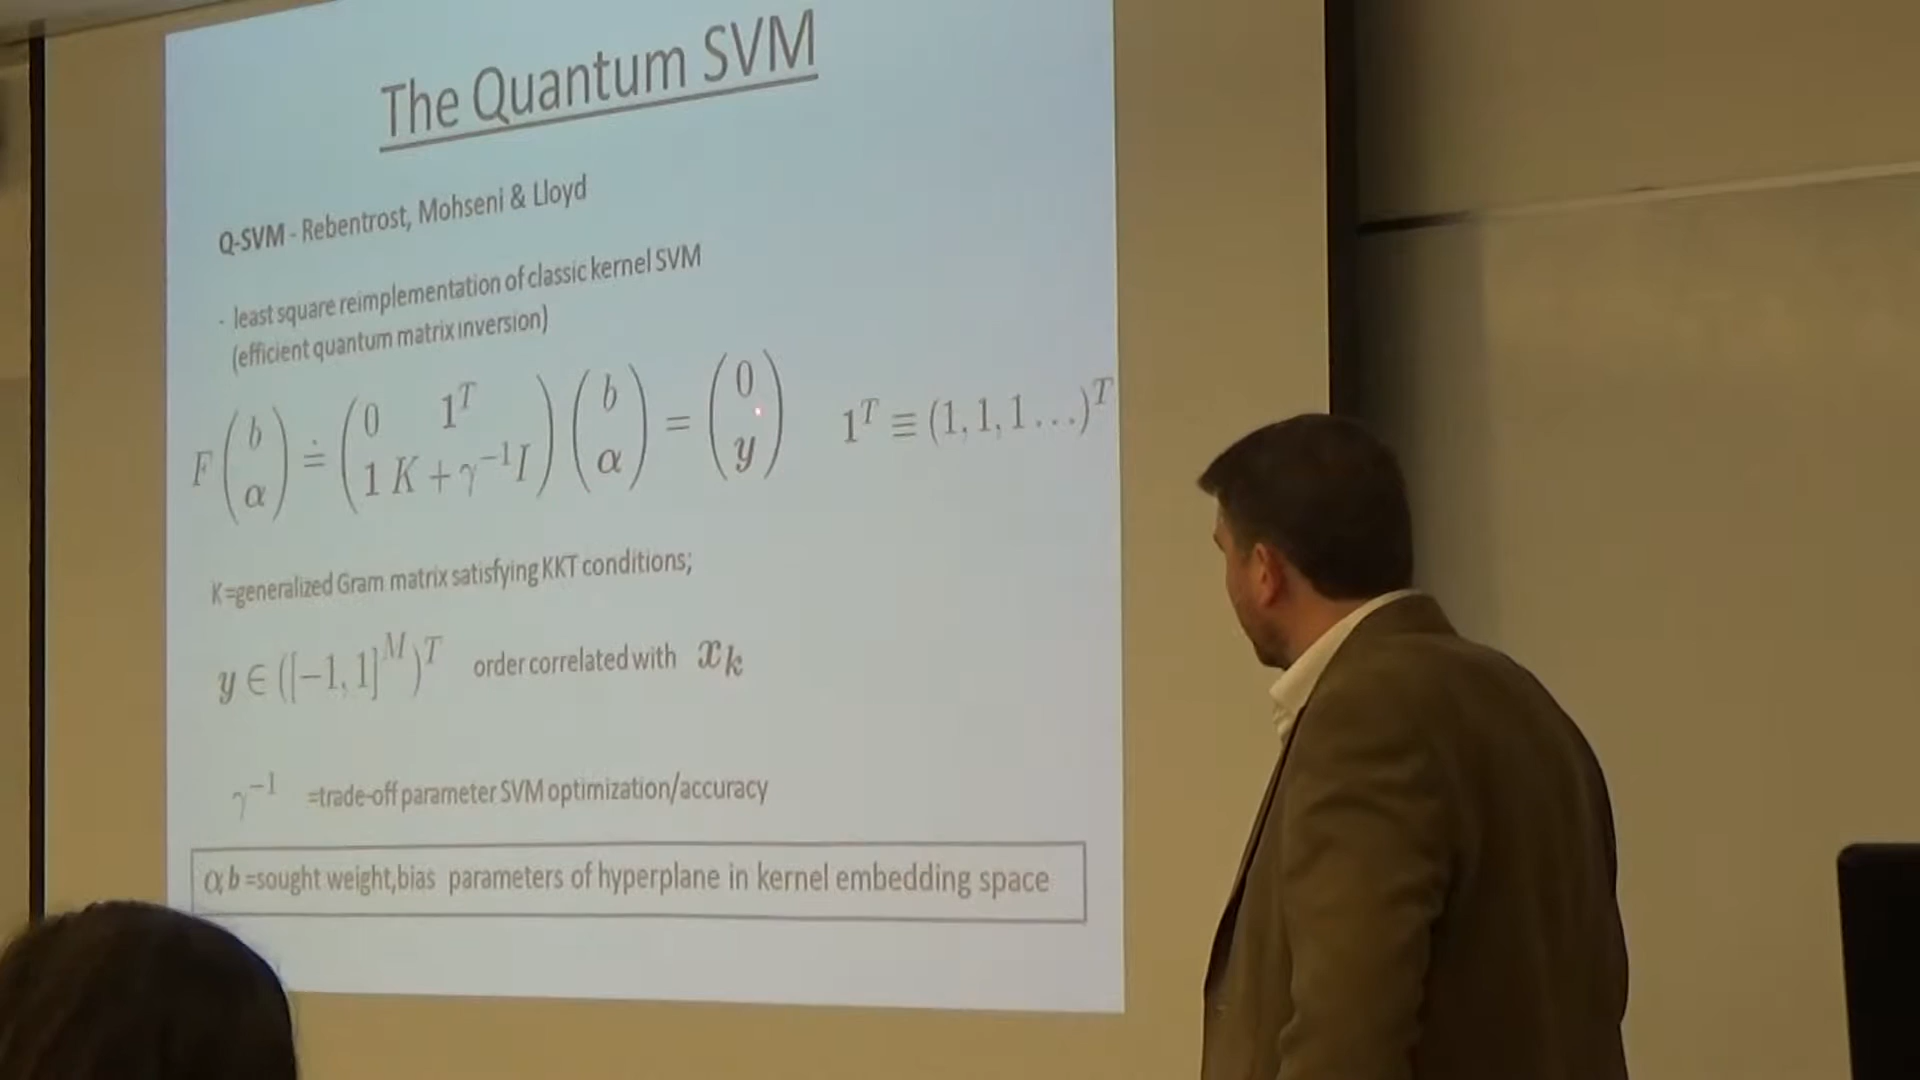 The Quantum SVM
Q-SVM - Rebentrost, Mohseni & Lloyd
- least square reimplementation of classic kernel SVM
(efficient quantum matrix inversion)
F(b α) ≐ (0 1^T 1 K + γ^−1 I)(b α) = (0 y) 1^T ≡ (1, 1, 1 …)^T
K=generalized Gram matrix satisfying KKT conditions;
y ∈ ([−1, 1]^M)^T order correlated with x_k
γ^−1 =trade-off parameter SVM optimization/accuracy
α, b =sought weight,bias parameters of hyperplane in kernel embedding space